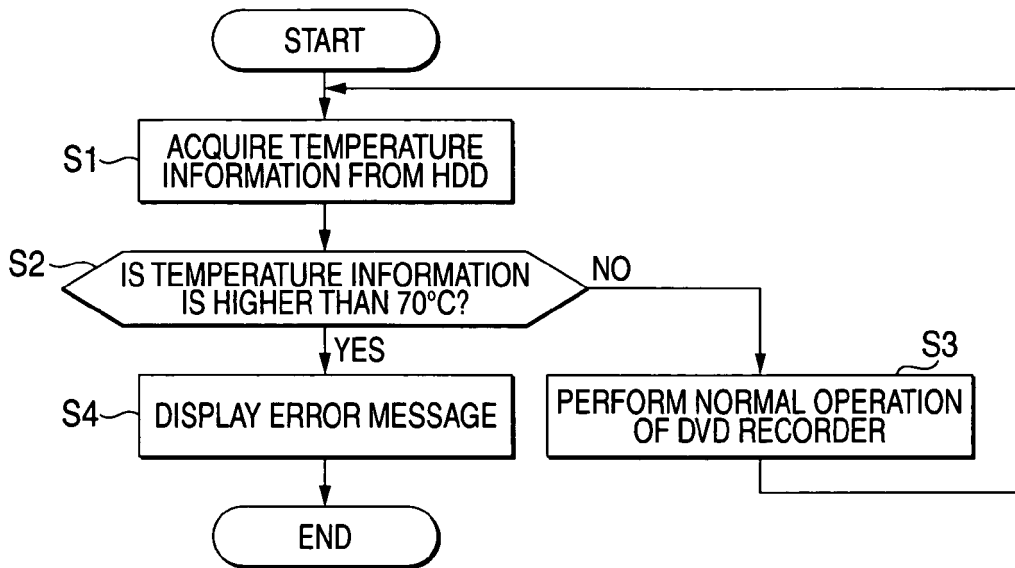 START
S1
ACQUIRE TEMPERATURE
INFORMATION FROM HDD
S2
IS TEMPERATURE INFORMATION
IS HIGHER THAN 70°C?
NO
YES
S3
S4
DISPLAY ERROR MESSAGE
PERFORM NORMAL OPERATION
OF DVD RECORDER
END